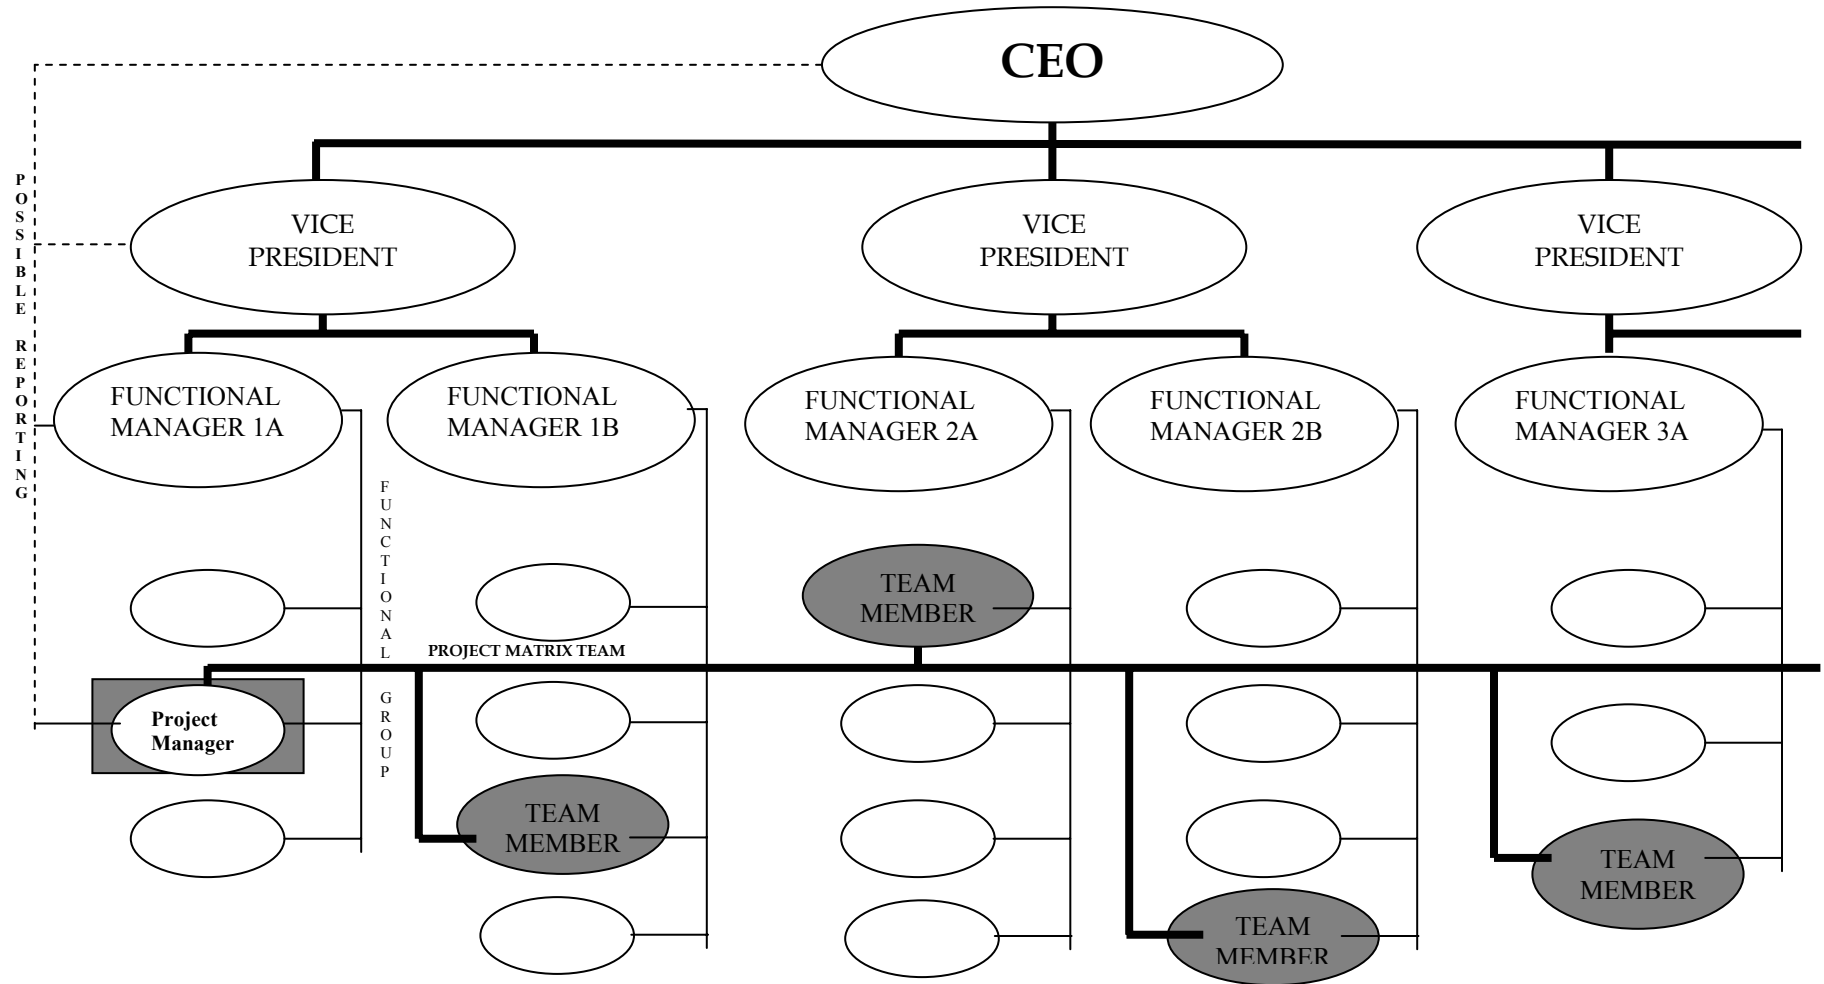 CEO
POSSIBLE REPORTING
VICE
PRESIDENT
VICE
PRESIDENT
VICE
PRESIDENT
FUNCTIONAL
MANAGER 1A
FUNCTIONAL
MANAGER 1B
FUNCTIONAL
MANAGER 2A
FUNCTIONAL
MANAGER 2B
FUNCTIONAL
MANAGER 3A
FUNCTIONAL GROUP
TEAM
MEMBER
PROJECT MATRIX TEAM
Project
Manager
TEAM
MEMBER
TEAM
MEMBER
TEAM
MEMBER